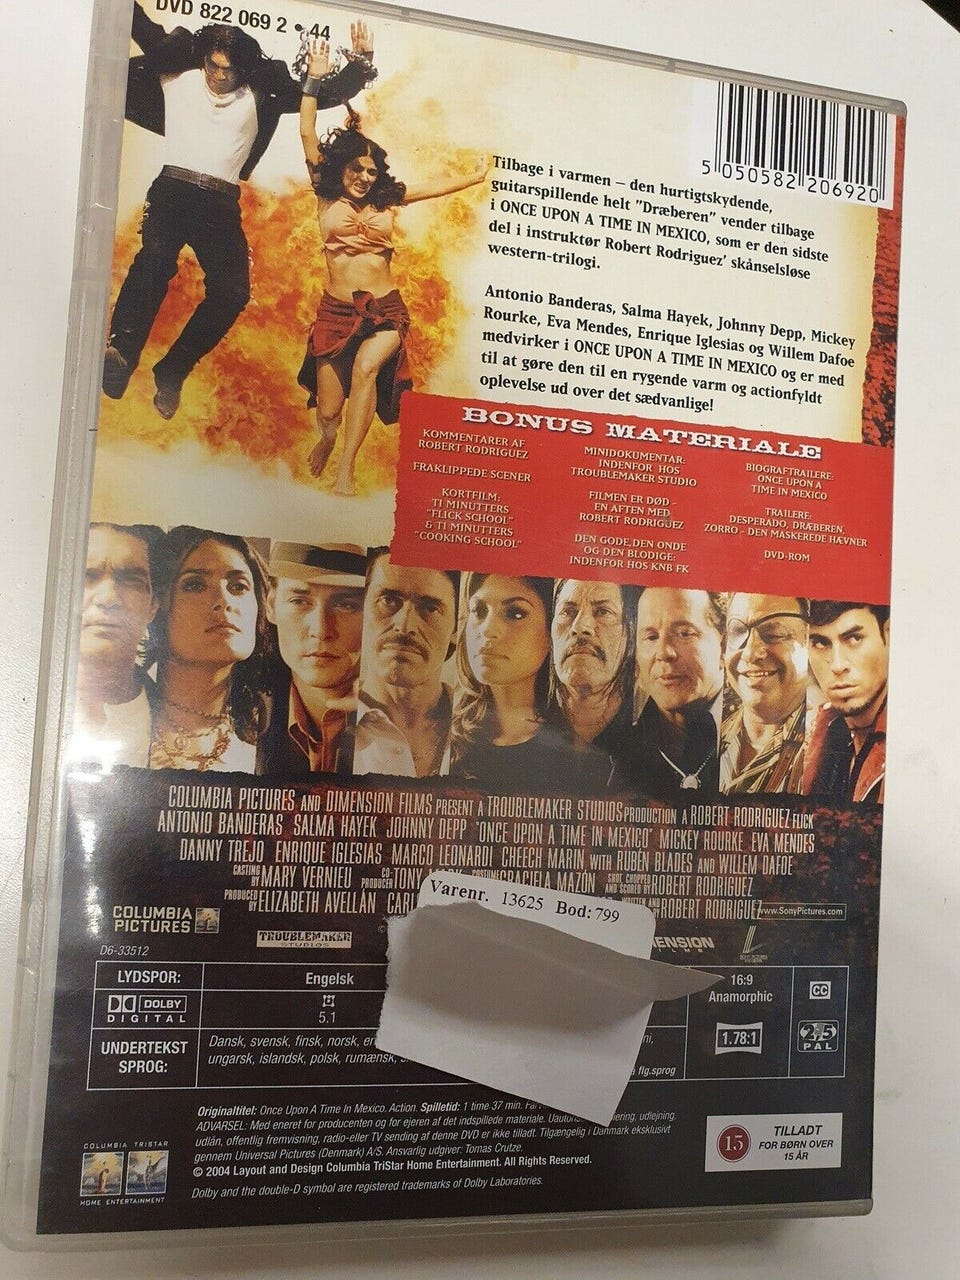 DVD 822 069 2 • 44
5 050582 206920
Tilbage i varmen – den hurtigtskydende,
guitarspillende helt "Dræberen" vender tilbage
i ONCE UPON A TIME IN MEXICO, som er den sidste
del i instruktør Robert Rodriguez' skånselsløse
western-trilogi.
Antonio Banderas, Salma Hayek, Johnny Depp, Mickey
Rourke, Eva Mendes, Enrique Iglesias og Willem Dafoe
medvirker i ONCE UPON A TIME IN MEXICO og er med
til at gøre den til en rygende varm og actionfyldt
oplevelse ud over det sædvanlige!
BONUS MATERIALE
KOMMENTARER AF
ROBERT RODRIGUEZ
FRAKLIPPEDE SCENER
KORTFILM:
TI MINUTTERS
"FLICK SCHOOL"
& TI MINUTTERS
"COOKING SCHOOL"
MINIDOKUMENTAR:
INDENFOR HOS
TROUBLEMAKER STUDIO
FILMEN ER DØD –
EN AFTEN MED
ROBERT RODRIGUEZ
DEN GODE, DEN ONDE
OG DEN BLODIGE:
INDENFOR HOS KNB FK
BIOGRAFTRAILERE:
ONCE UPON A
TIME IN MEXICO
TRAILERE:
DESPERADO, DRÆBEREN,
ZORRO - DEN MASKEREDE HÆVNER
DVD-ROM
COLUMBIA PICTURES AND DIMENSION FILMS PRESENT A TROUBLEMAKER STUDIOS PRODUCTION A ROBERT RODRIGUEZ FLICK
ANTONIO BANDERAS SALMA HAYEK JOHNNY DEPP "ONCE UPON A TIME IN MEXICO" MICKEY ROURKE EVA MENDES
DANNY TREJO ENRIQUE IGLESIAS MARCO LEONARDI CHEECH MARIN WITH RUBÉN BLADES AND WILLEM DAFOE
CASTING BY MARY VERNIEU CO-PRODUCER TONY GRACIELA MAZÓN SHOT, CHOPPED AND SCORED BY ROBERT RODRIGUEZ
PRODUCED BY ELIZABETH AVELLÁN ROBERT RODRIGUEZ
www.SonyPictures.com
Varenr. 13625 Bod: 799
COLUMBIA
PICTURES
TROUBLEMAKER
STUDIOS
D6-33512
LYDSPOR:
Engelsk
DOLBY
DIGITAL
5.1
UNDERTEKST
SPROG:
Dansk, svensk, finsk, norsk,
ungarsk, islandsk, polsk, rumænsk,
flg.sprog
16:9
Anamorphic
1.78:1
CC
2+5
PAL
Originaltitel: Once Upon A Time In Mexico. Action. Spilletid: 1 time 37 min.
ADVARSEL: Med eneret for producenten og for ejeren af det indspillede materiale. udlejning,
udlån, offentlig fremvisning, radio-eller TV sending af denne DVD er ikke tilladt. Tilgængelig i Danmark eksklusivt
gennem Universal Pictures (Denmark) A/S. Ansvarlig udgiver: Tomas Crutze.
© 2004 Layout and Design Columbia TriStar Home Entertainment. All Rights Reserved.
Dolby and the double-D symbol are registered trademarks of Dolby Laboratories.
COLUMBIA TRISTAR
HOME ENTERTAINMENT
15
TILLADT
FOR BØRN OVER
15 ÅR